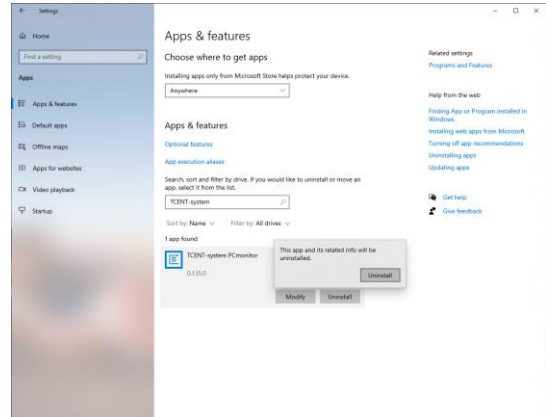 Settings
Home
Find a setting
Apps
Apps & features
Default apps
Offline maps
Apps for websites
Video playback
Startup
Apps & features
Choose where to get apps
Installing apps only from Microsoft Store helps protect your device.
Anywhere
Apps & features
Optional features
App execution aliases
Search, sort and filter by drive. If you would like to uninstall or move an
app, select it from the list.
TCENT-system
Sort by: Name
Filter by: All drives
1 app found
TCENT-system PCmonitor
0.1.15.0
This app and its related info will be
uninstalled.
Uninstall
Modify
Uninstall
Related settings
Programs and Features
Help from the web
Finding App or Program installed in
Windows
Installing web apps from Microsoft
Turning off app recommendations
Uninstalling apps
Updating apps
Get help
Give feedback